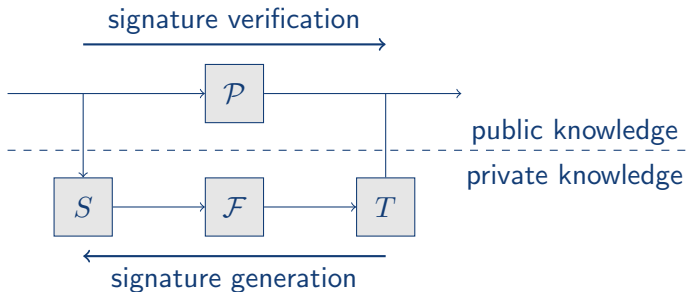 signature verification
𝒫
public knowledge
private knowledge
S ℱ T
signature generation